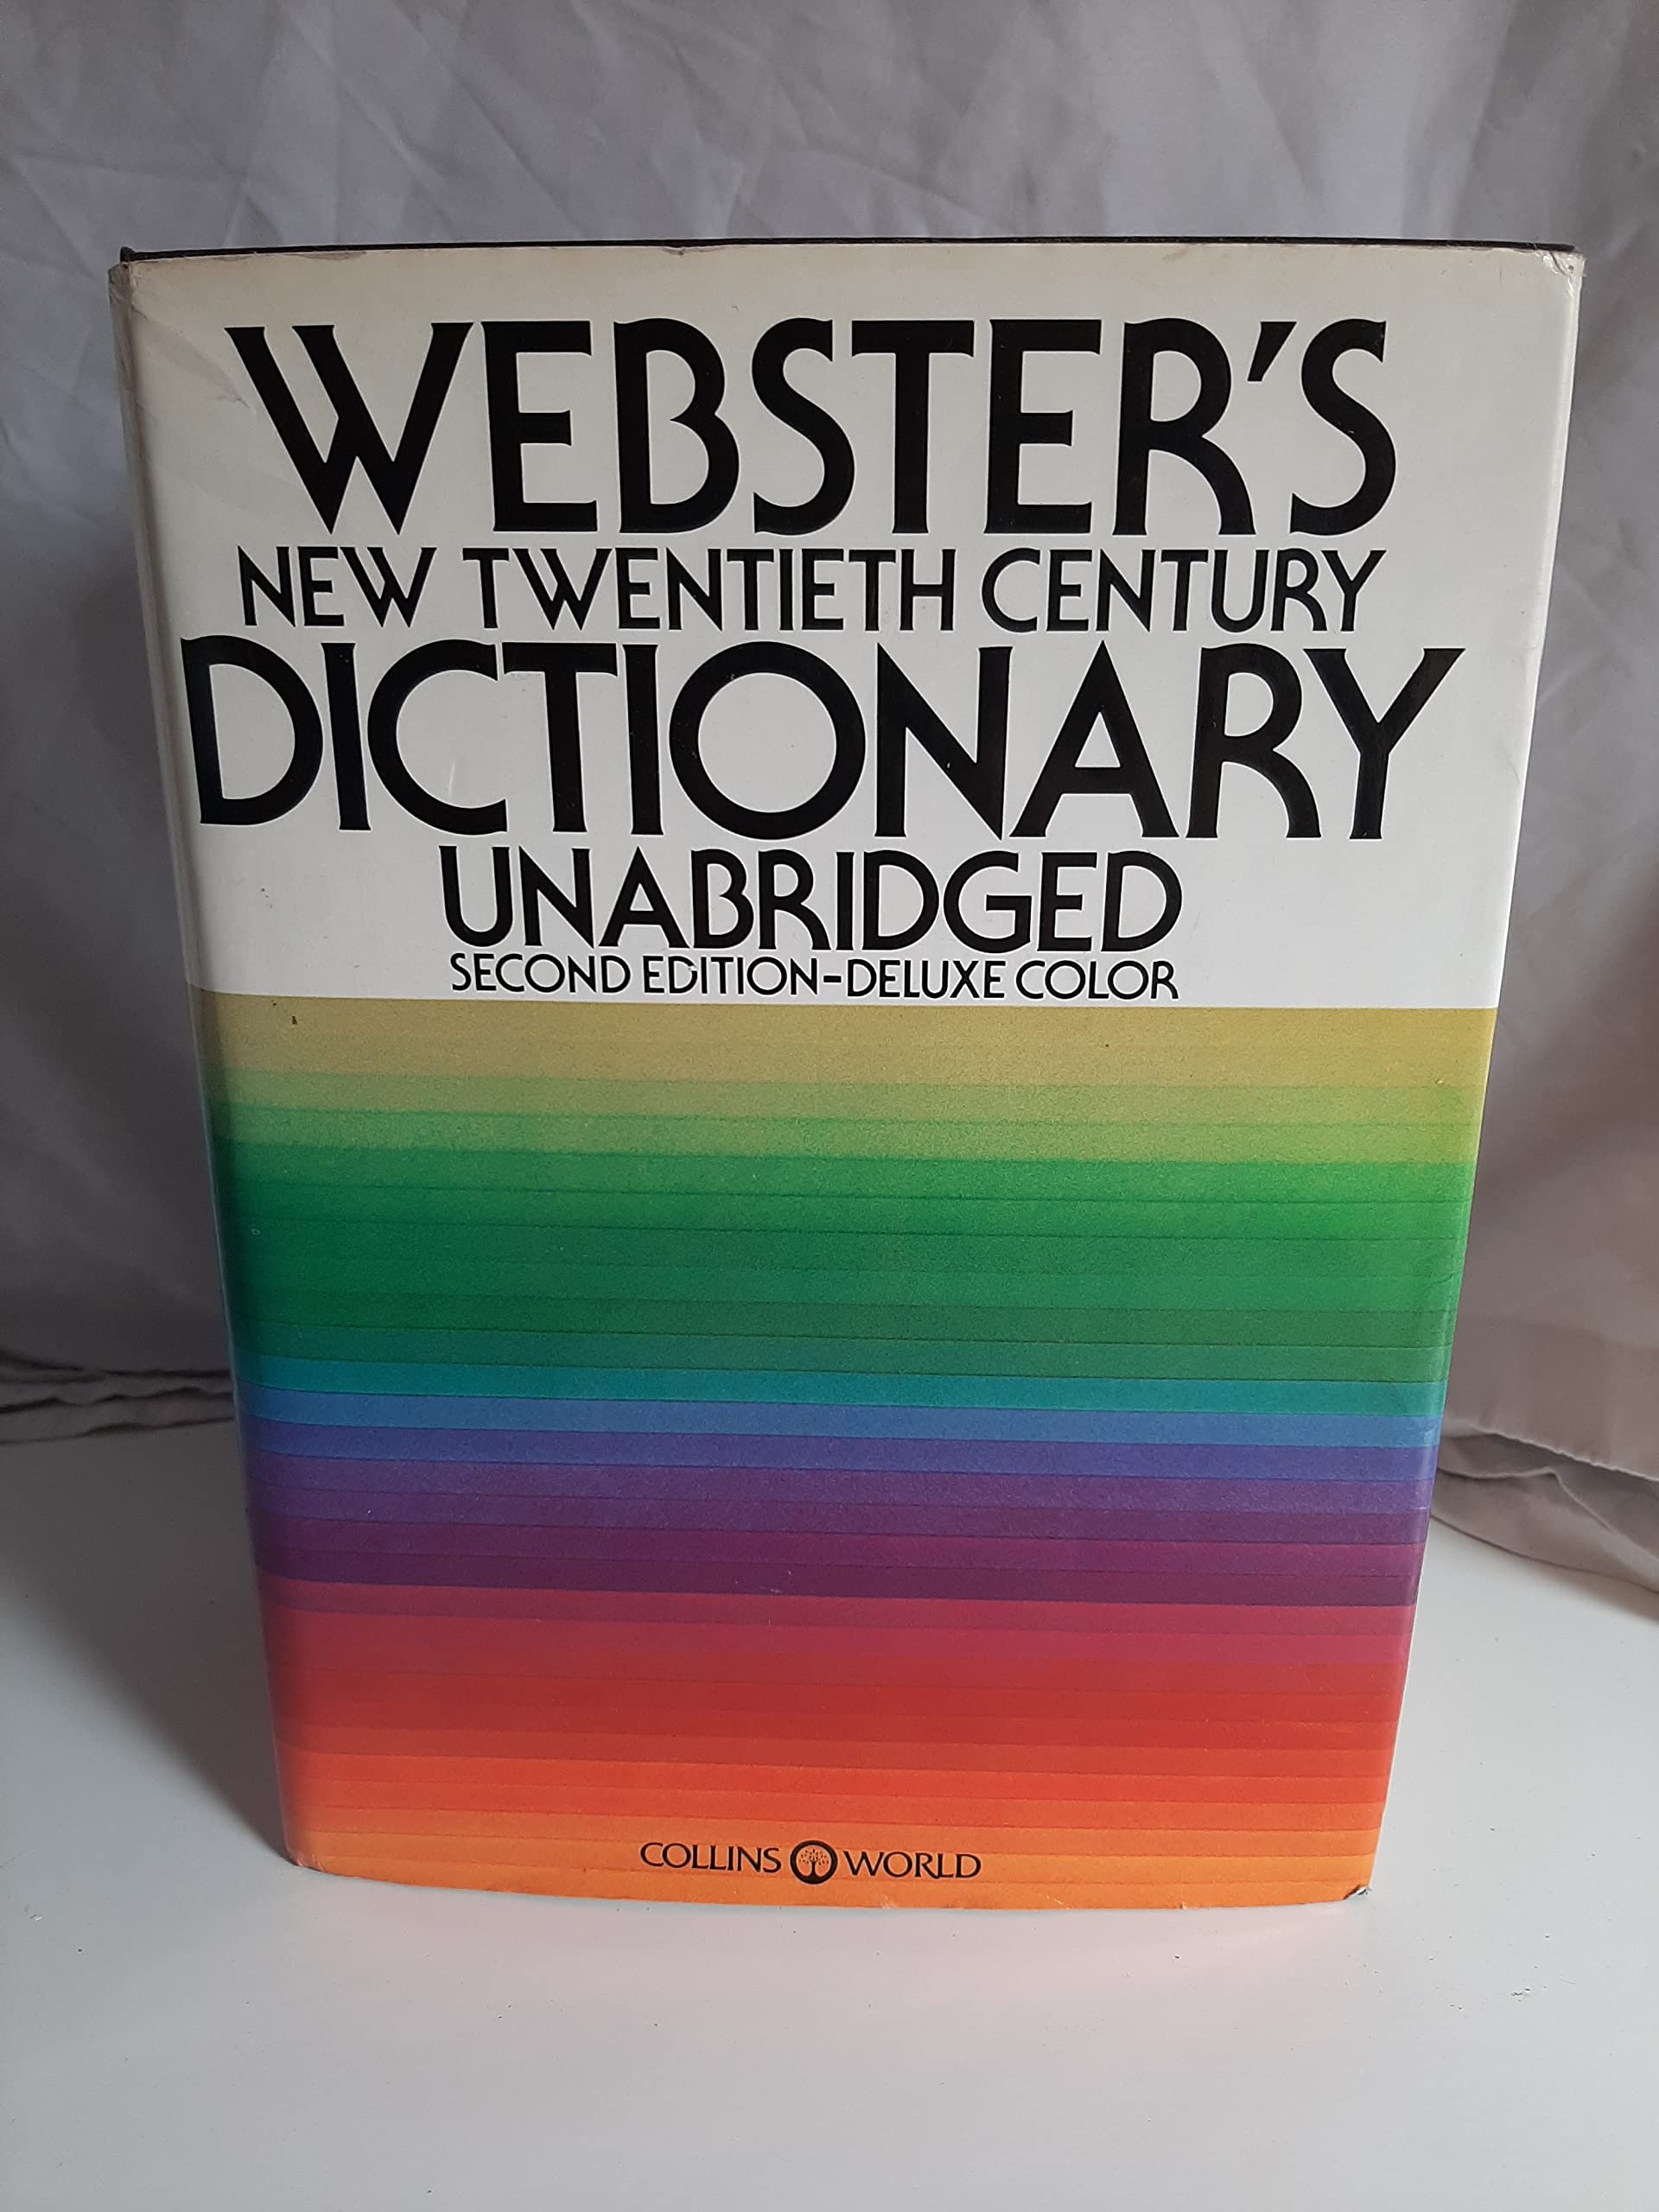 WEBSTER'S
NEW TWENTIETH CENTURY
DICTIONARY
UNABRIDGED
SECOND EDITION-DELUXE COLOR
COLLINS WORLD